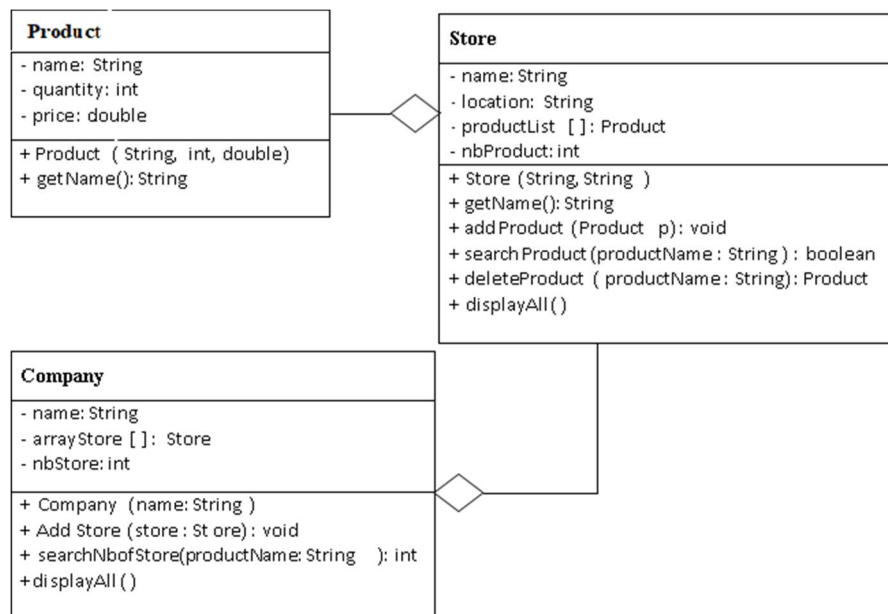 Product
- name: String
- quantity: int
- price: double
+ Product ( String, int, double)
+ getName(): String
Store
- name: String
- location: String
- productList [ ]: Product
- nbProduct: int
+ Store (String, String )
+ getName(): String
+ addProduct (Product p): void
+ searchProduct(productName : String ) : boolean
+ deleteProduct ( productName : String): Product
+ displayAll()
Company
- name: String
- arrayStore [ ]: Store
- nbStore: int
+ Company (name: String )
+ Add Store (store : St ore) : void
+ searchNbofStore(productName: String ): int
+displayAll()